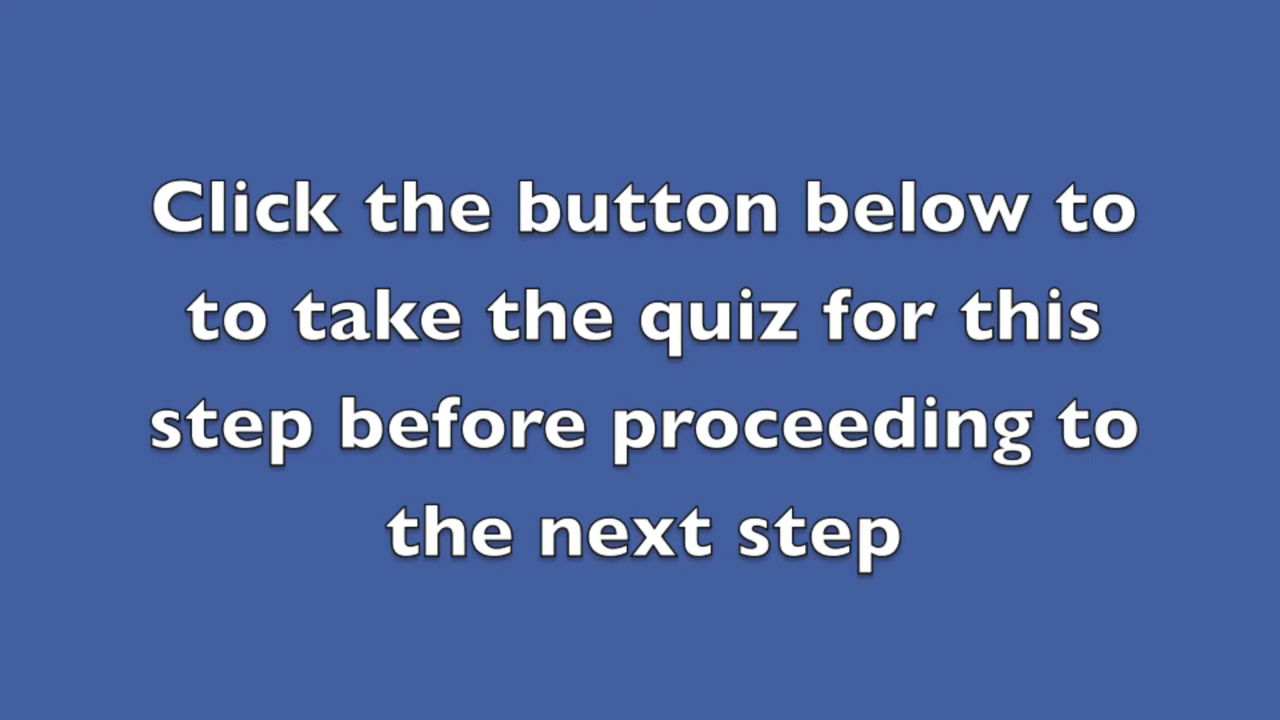 Click the button below to
to take the quiz for this
step before proceeding to
the next step